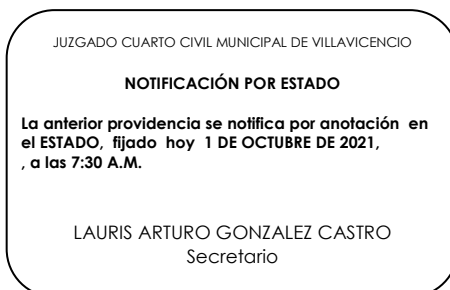 JUZGADO CUARTO CIVIL MUNICIPAL DE VILLAVICENCIO
NOTIFICACIÓN POR ESTADO
La anterior providencia se notifica por anotación en
el ESTADO, fijado hoy 1 DE OCTUBRE DE 2021,
, a las 7:30 A.M.
LAURIS ARTURO GONZALEZ CASTRO
Secretario